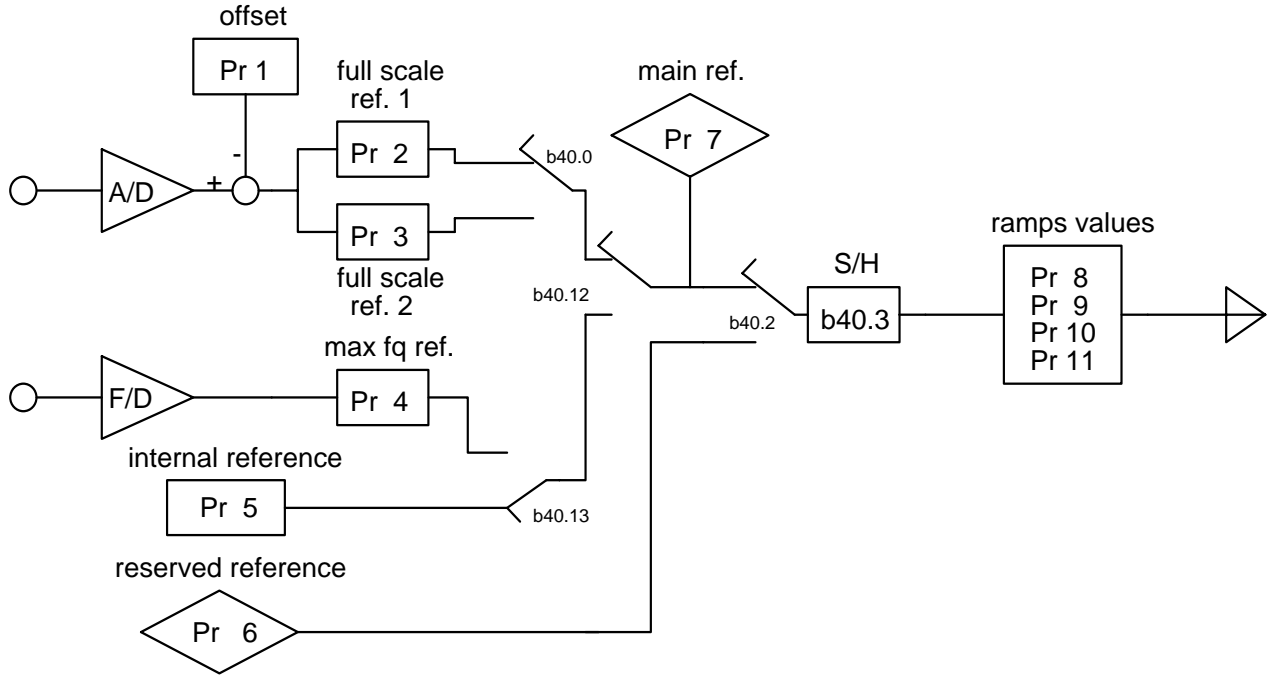 offset
Pr 1
full scale
ref. 1
main ref.
Pr 2
b40.0
Pr 7
-
+
A/D
Pr 3
full scale
ref. 2
ramps values
S/H
Pr 8
Pr 9
Pr 10
Pr 11
b40.12
b40.2
b40.3
max fq ref.
F/D
Pr 4
internal reference
Pr 5
b40.13
reserved reference
Pr 6